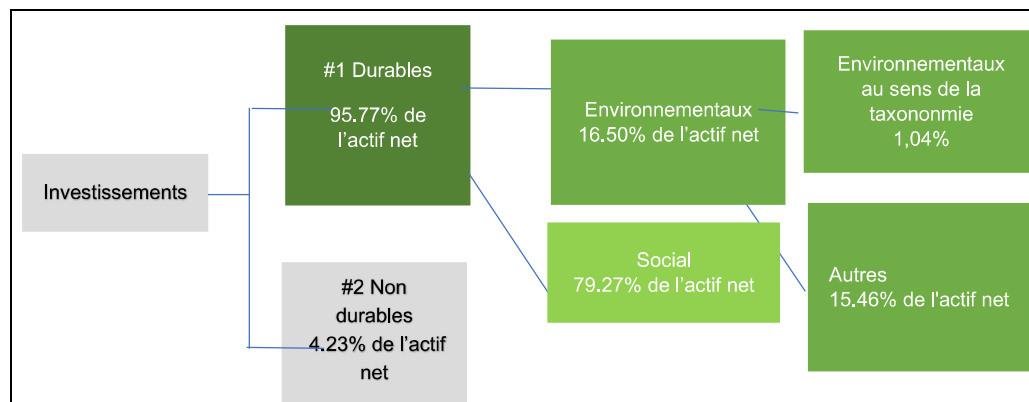 Investissements
#1 Durables
95.77% de
l'actif net
#2 Non
durables
4.23% de l'actif
net
Environnementaux
16.50% de l'actif net
Social
79.27% de l'actif net
Environnementaux
au sens de la
taxononmie
1,04%
Autres
15.46% de l'actif net